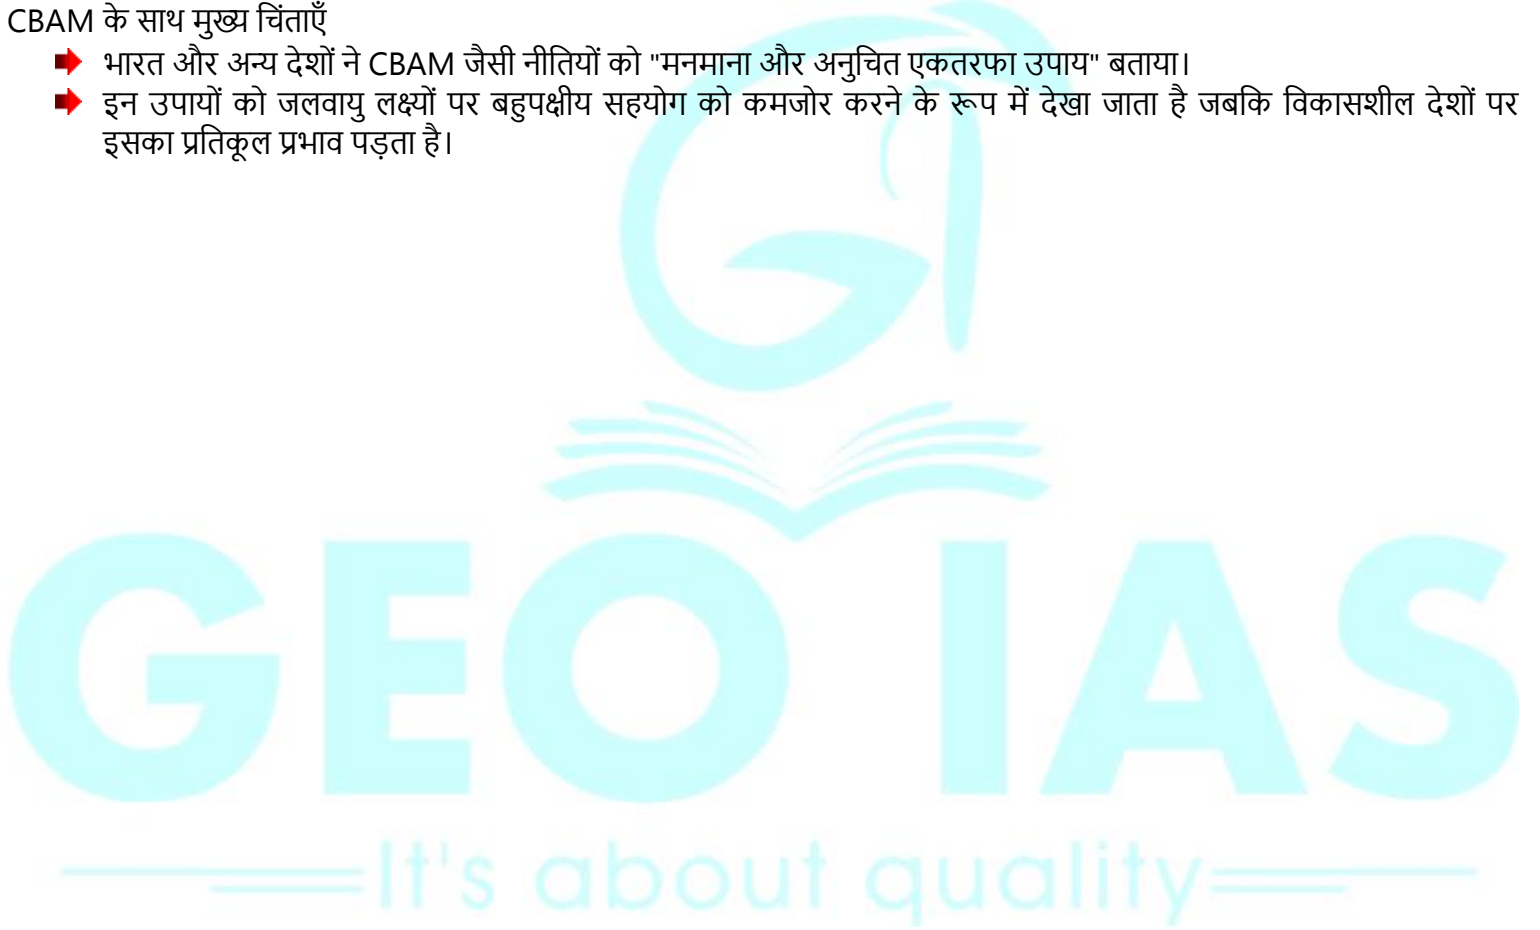 CBAM के साथ मुख्य चिंताएँ
भारत और अन्य देशों ने CBAM जैसी नीतियों को "मनमाना और अनुचित एकतरफा उपाय" बताया।
इन उपायों को जलवायु लक्ष्यों पर बहुपक्षीय सहयोग को कमजोर करने के रूप में देखा जाता है जबकि विकासशील देशों पर
इसका प्रतिकूल प्रभाव पड़ता है।
GEO IAS
It's about quality